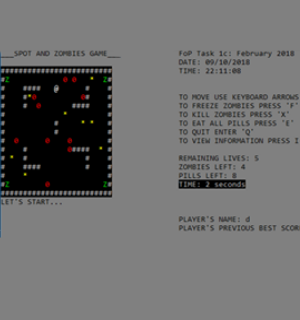 ___SPOT AND ZOMBIES GAME___
FoP Task 1c: February 2018
DATE: 09/10/2018
TIME: 22:11:08
TO MOVE USE KEYBOARD ARROWS
TO FREEZE ZOMBIES PRESS 'F'
TO KILL ZOMBIES PRESS 'X'
TO EAT ALL PILLS PRESS 'E'
TO QUIT ENTER 'Q'
TO VIEW INFORMATION PRESS I
REMAINING LIVES: 5
ZOMBIES LEFT: 4
PILLS LEFT: 8
TIME: 2 seconds
LET'S START...
PLAYER'S NAME: d
PLAYER'S PREVIOUS BEST SCOR